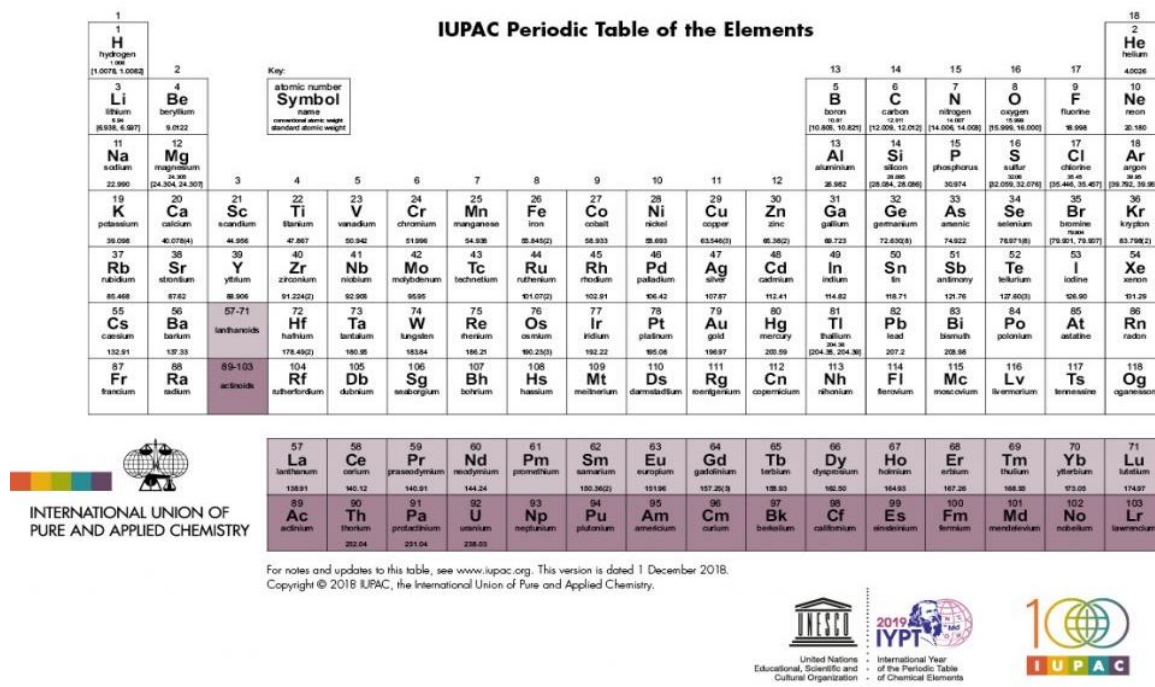 IUPAC Periodic Table of the Elements
1 18
1 2
H He
hydrogen helium
1.008
[1.0078, 1.0082] 2 Key: 13 14 15 16 17 4.0026
3 4 atomic number 5 6 7 8 9 10
Li Be Symbol B C N O F Ne
lithium beryllium name boron carbon nitrogen oxygen fluorine neon
6.94 conventional atomic weight 10.81 12.011 14.007 15.999
[6.938, 6.997] 9.0122 standard atomic weight [10.806, 10.821] [12.009, 12.012] [14.006, 14.008] [15.999, 16.000] 18.998 20.180
11 12 13 14 15 16 17 18
Na Mg Al Si P S Cl Ar
sodium magnesium aluminium silicon phosphorus sulfur chlorine argon
24.305 28.085 32.06 35.45 39.95
22.990 [24.304, 24.307] 3 4 5 6 7 8 9 10 11 12 26.982 [28.084, 28.086] 30.974 [32.059, 32.076] [35.446, 35.457] [39.792,
19 20 21 22 23 24 25 26 27 28 29 30 31 32 33 34 35 36
K Ca Sc Ti V Cr Mn Fe Co Ni Cu Zn Ga Ge As Se Br Kr
potassium calcium scandium titanium vanadium chromium manganese iron cobalt nickel copper zinc gallium germanium arsenic selenium bromine krypton
79.904
39.098 40.078(4) 44.956 47.867 50.942 51.996 54.938 55.845(2) 58.933 58.693 63.546(3) 65.38(2) 69.723 72.630(8) 74.922 78.971(8) [79.901, 79.907] 83.798(2)
37 38 39 40 41 42 43 44 45 46 47 48 49 50 51 52 53 54
Rb Sr Y Zr Nb Mo Tc Ru Rh Pd Ag Cd In Sn Sb Te I Xe
rubidium strontium yttrium zirconium niobium molybdenum technetium ruthenium rhodium palladium silver cadmium indium tin antimony tellurium iodine xenon
85.468 87.62 88.906 91.224(2) 92.906 95.95 101.07(2) 102.91 106.42 107.87 112.41 114.82 118.71 121.76 127.60(3) 126.90 131.29
55 56 57-71 72 73 74 75 76 77 78 79 80 81 82 83 84 85 86
Cs Ba Hf Ta W Re Os Ir Pt Au Hg Tl Pb Bi Po At Rn
caesium barium lanthanoids hafnium tantalum tungsten rhenium osmium iridium platinum gold mercury thallium lead bismuth polonium astatine radon
204.38
132.91 137.33 178.49(2) 180.95 183.84 186.21 190.23(3) 192.22 195.08 196.97 200.59 [204.38, 204.39] 207.2 208.98
87 88 89-103 104 105 106 107 108 109 110 111 112 113 114 115 116 117 118
Fr Ra Rf Db Sg Bh Hs Mt Ds Rg Cn Nh Fl Mc Lv Ts Og
francium radium actinoids rutherfordium dubnium seaborgium bohrium hassium meitnerium darmstadtium roentgenium copernicium nihonium flerovium moscovium livermorium tennessine oganesson
57 58 59 60 61 62 63 64 65 66 67 68 69 70 71
La Ce Pr Nd Pm Sm Eu Gd Tb Dy Ho Er Tm Yb Lu
lanthanum cerium praseodymium neodymium promethium samarium europium gadolinium terbium dysprosium holmium erbium thulium ytterbium lutetium
138.91 140.12 140.91 144.24 150.36(2) 151.96 157.25(3) 158.93 162.50 164.93 167.26 168.93 173.05 174.97
89 90 91 92 93 94 95 96 97 98 99 100 101 102 103
Ac Th Pa U Np Pu Am Cm Bk Cf Es Fm Md No Lr
actinium thorium protactinium uranium neptunium plutonium americium curium berkelium californium einsteinium fermium mendelevium nobelium lawrencium
232.04 231.04 238.03
INTERNATIONAL UNION OF
PURE AND APPLIED CHEMISTRY
For notes and updates to this table, see www.iupac.org. This version is dated 1 December 2018.
Copyright © 2018 IUPAC, the International Union of Pure and Applied Chemistry.
UNESCO
United Nations
Educational, Scientific and
Cultural Organization
2019
IYPT
International Year
of the Periodic Table
of Chemical Elements
100
IUPAC